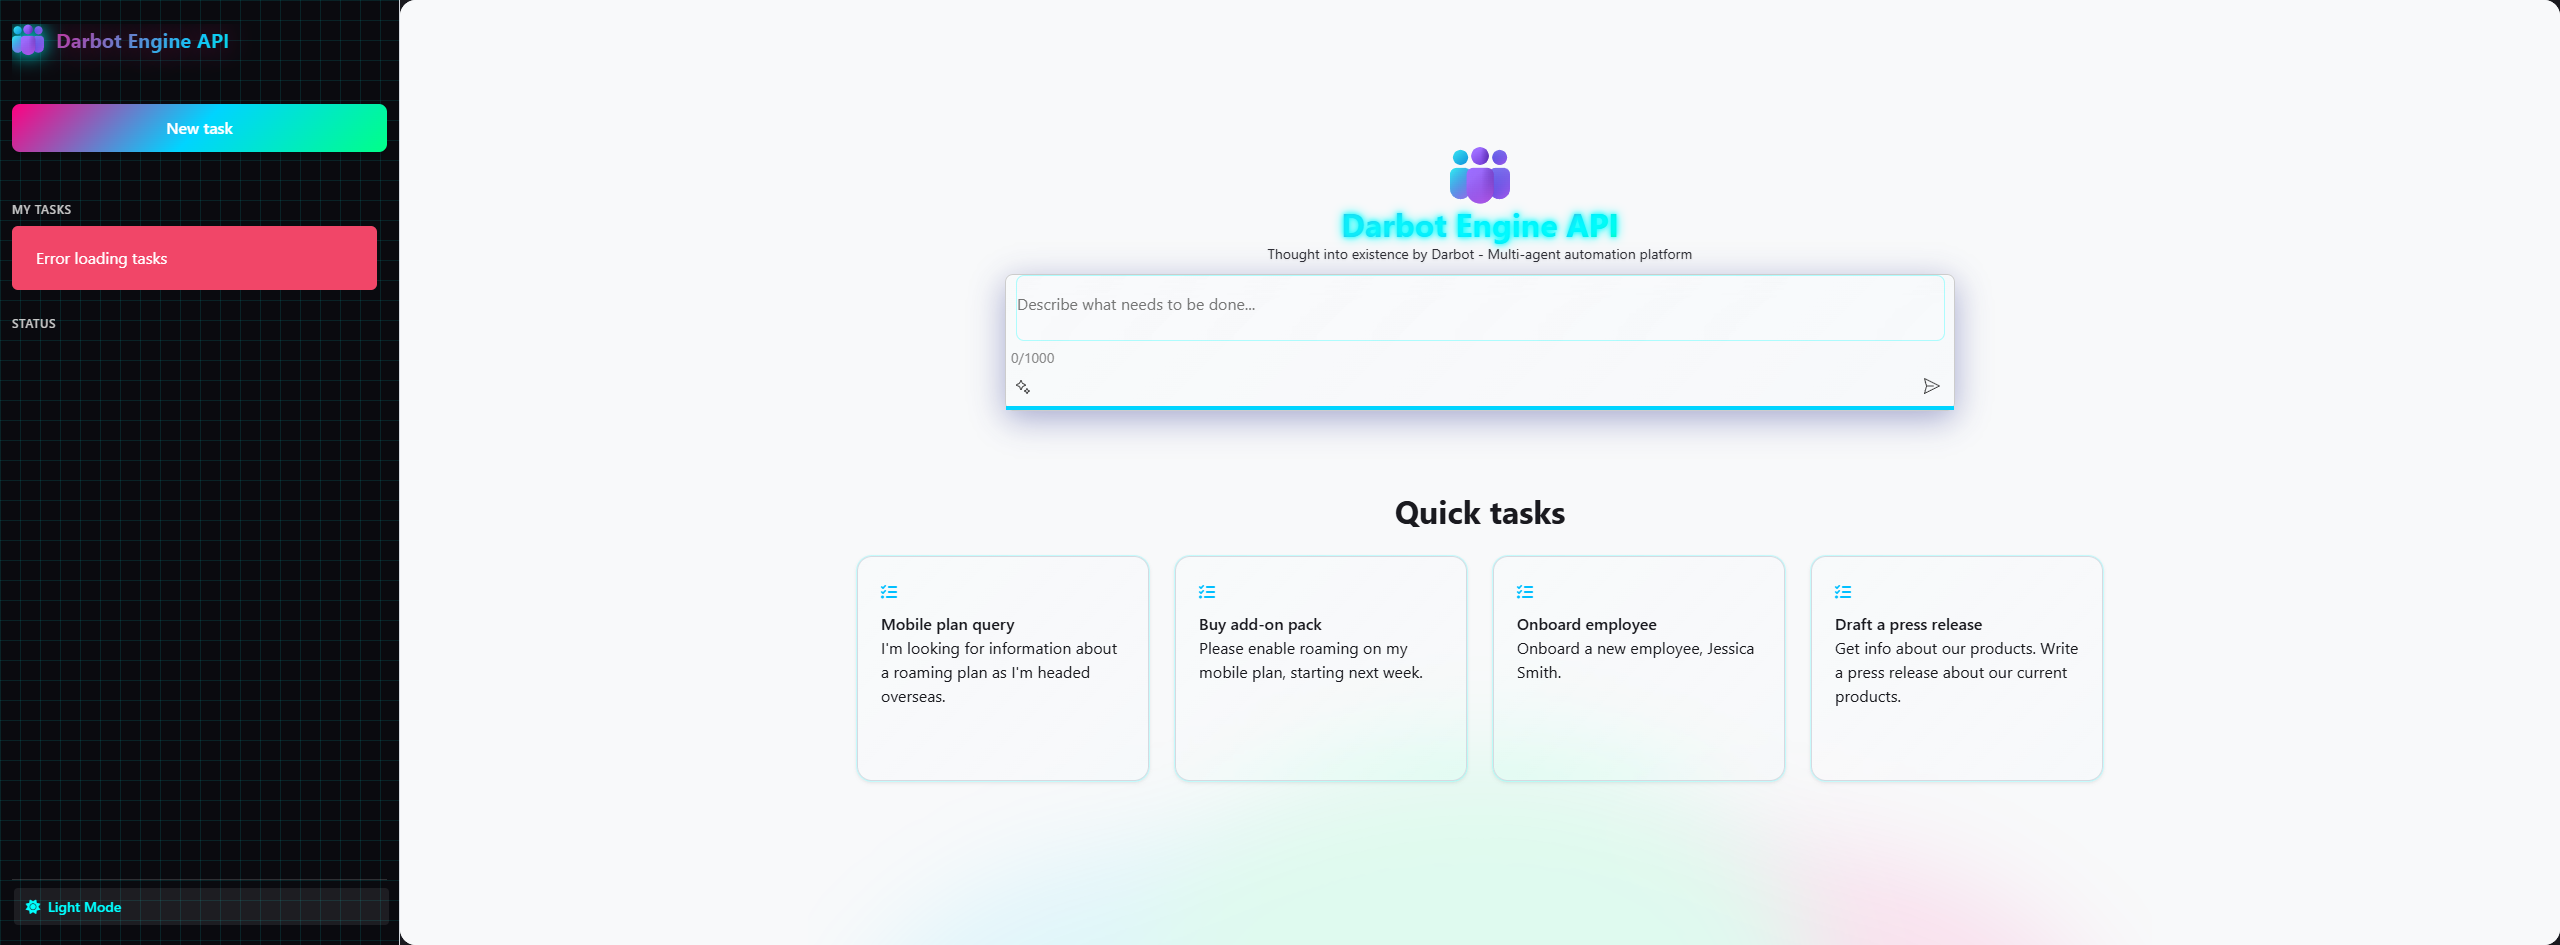 Darbot Engine API
New task
MY TASKS
Error loading tasks
STATUS
Light Mode
Darbot Engine API
Thought into existence by Darbot - Multi-agent automation platform
Describe what needs to be done...
0/1000
Quick tasks
Mobile plan query
I'm looking for information about
a roaming plan as I'm headed
overseas.
Buy add-on pack
Please enable roaming on my
mobile plan, starting next week.
Onboard employee
Onboard a new employee, Jessica
Smith.
Draft a press release
Get info about our products. Write
a press release about our current
products.